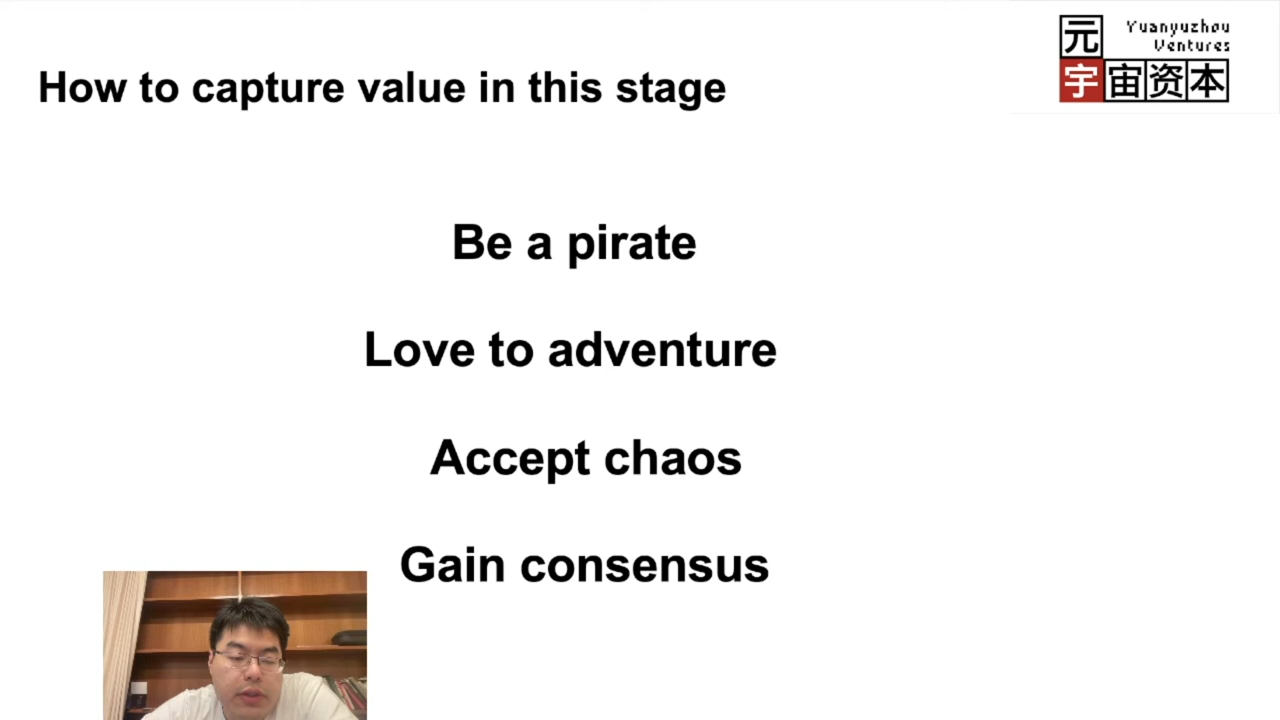 How to capture value in this stage
元
Yuanyuzhou
Ventures
宇宙资本
Be a pirate
Love to adventure
Accept chaos
Gain consensus